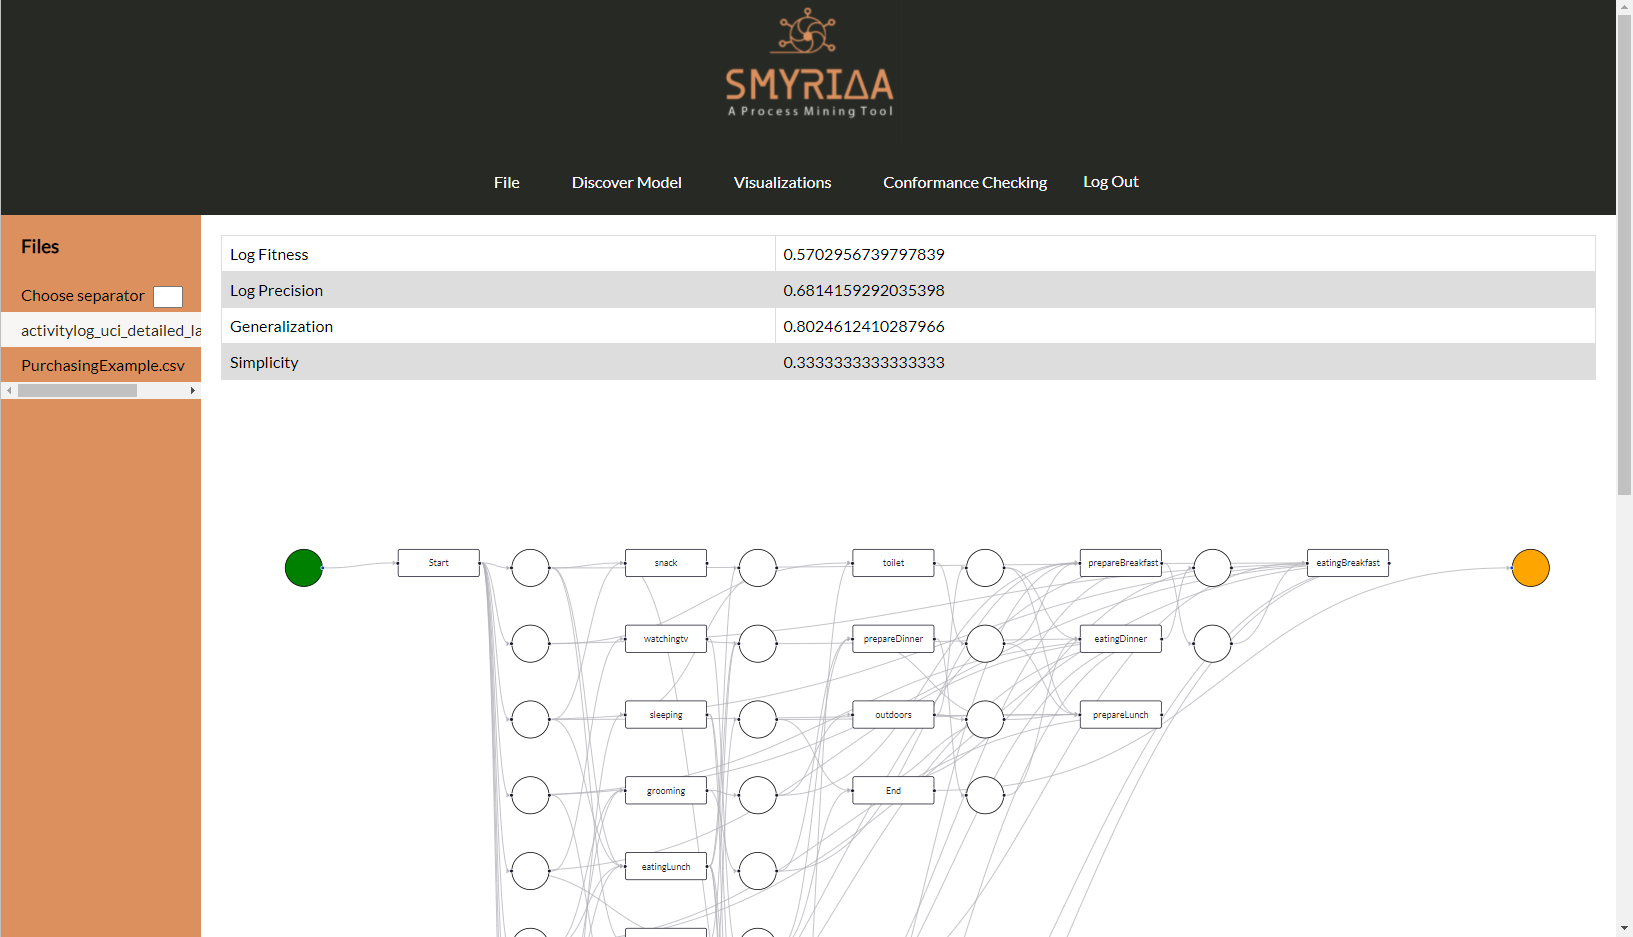 SMYRIΔA
A Process Mining Tool
File Discover Model Visualizations Conformance Checking Log Out
Files
Choose separator
activitylog_uci_detailed_la
PurchasingExample.csv
Log Fitness 0.5702956739797839
Log Precision 0.6814159292035398
Generalization 0.8024612410287966
Simplicity 0.3333333333333333
Start snack toilet prepareBreakfast eatingBreakfast
watchingtv prepareDinner eatingDinner
sleeping outdoors prepareLunch
grooming End
eatingLunch